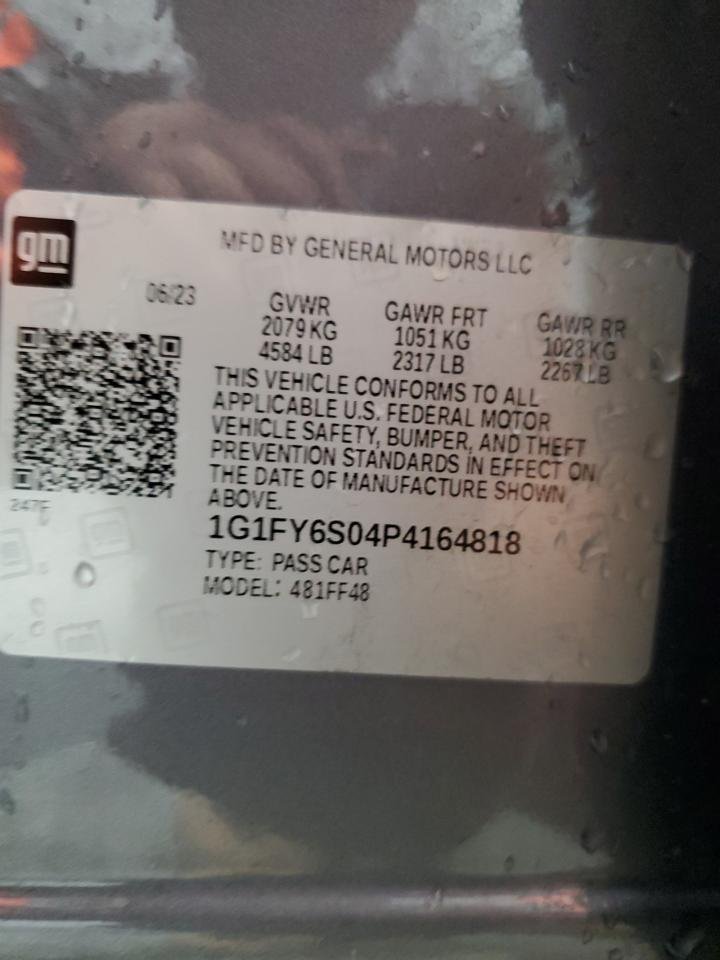 gm
MFD BY GENERAL MOTORS LLC
06/23
GVWR
2079 KG
4584 LB
GAWR FRT
1051 KG
2317 LB
GAWR RR
1028 KG
2267 LB
THIS VEHICLE CONFORMS TO ALL
APPLICABLE U.S. FEDERAL MOTOR
VEHICLE SAFETY, BUMPER, AND THEFT
PREVENTION STANDARDS IN EFFECT ON
THE DATE OF MANUFACTURE SHOWN
ABOVE.
1G1FY6S04P4164818
TYPE: PASS CAR
MODEL: 481FF48